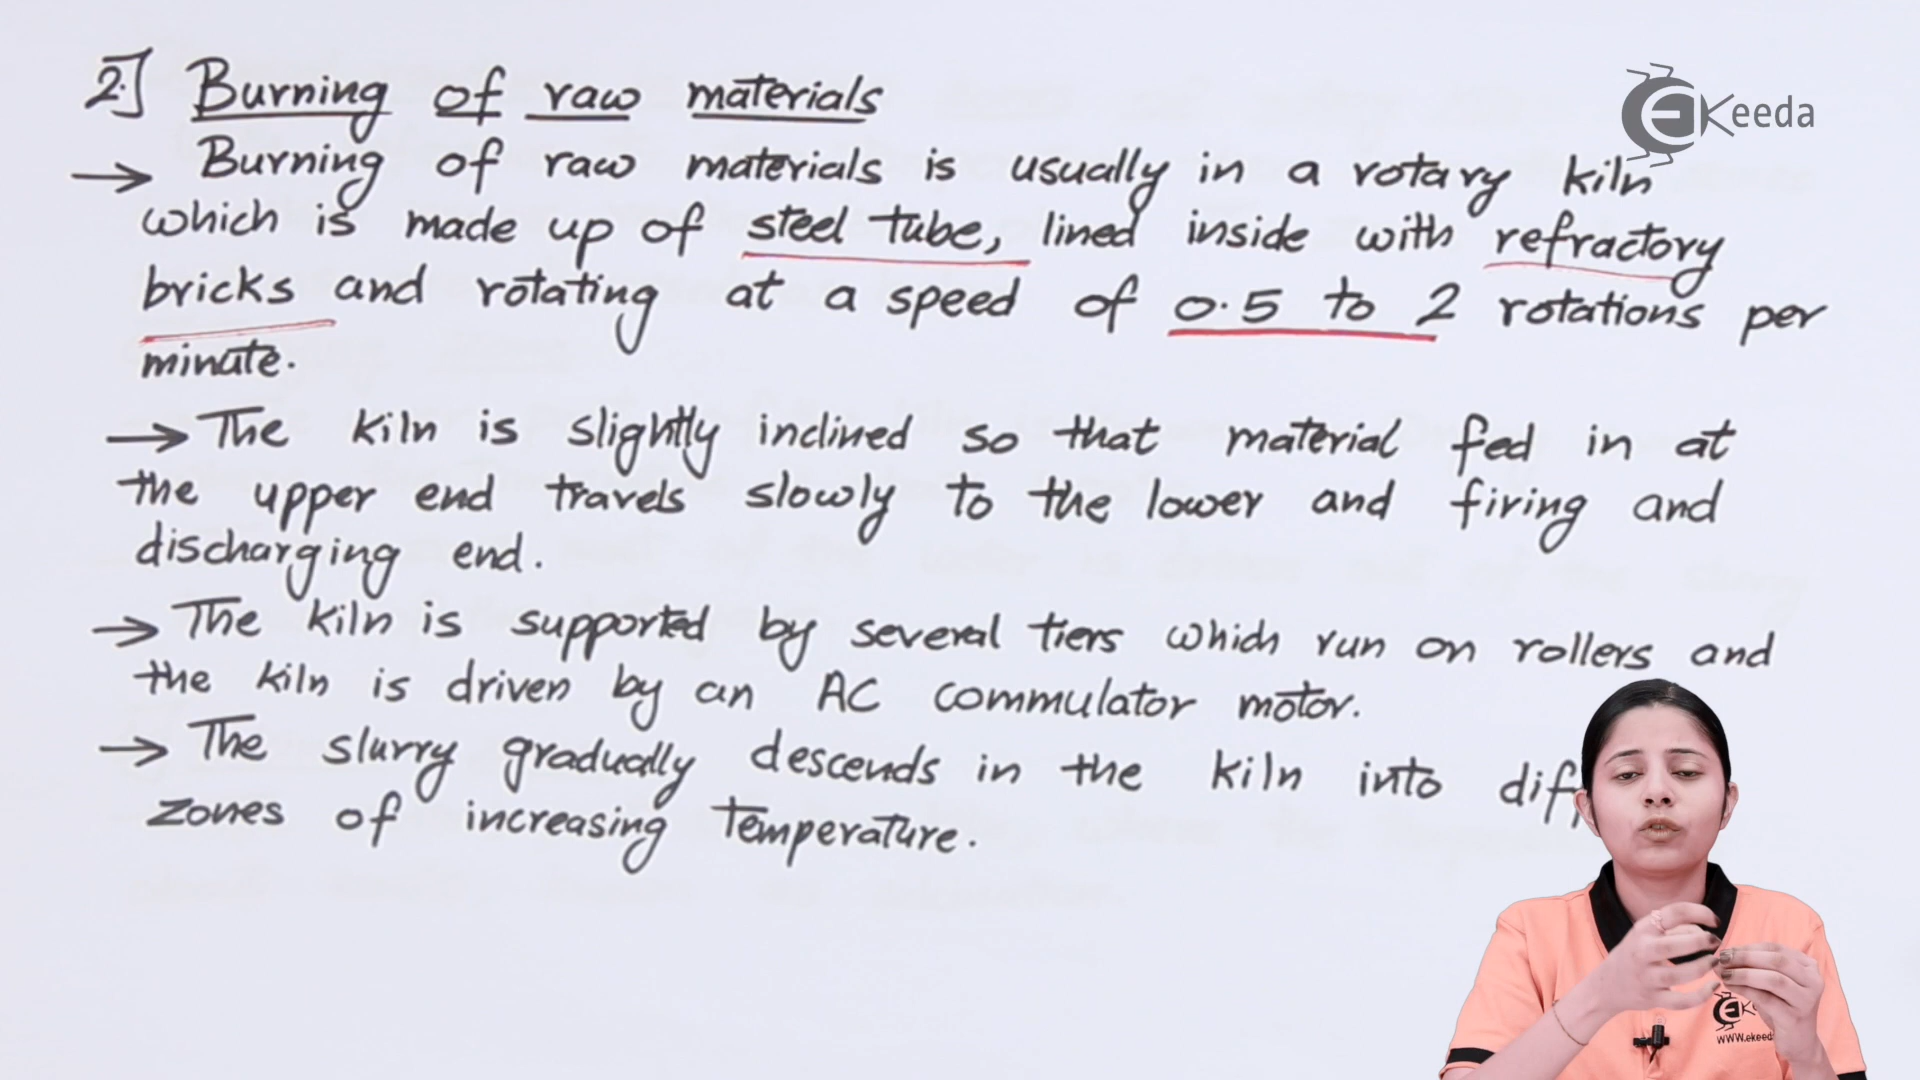 2.] Burning of raw materials
→ Burning of raw materials is usually in a rotary kiln
which is made up of steel tube, lined inside with refractory
bricks and rotating at a speed of 0.5 to 2 rotations per
minute.
→ The kiln is slightly inclined so that material fed in at
the upper end travels slowly to the lower and firing and
discharging end.
→ The kiln is supported by several tiers which run on rollers and
the kiln is driven by an AC commulator motor.
→ The slurry gradually descends in the kiln into
zones of increasing temperature.
EKeeda
www.ekeeda